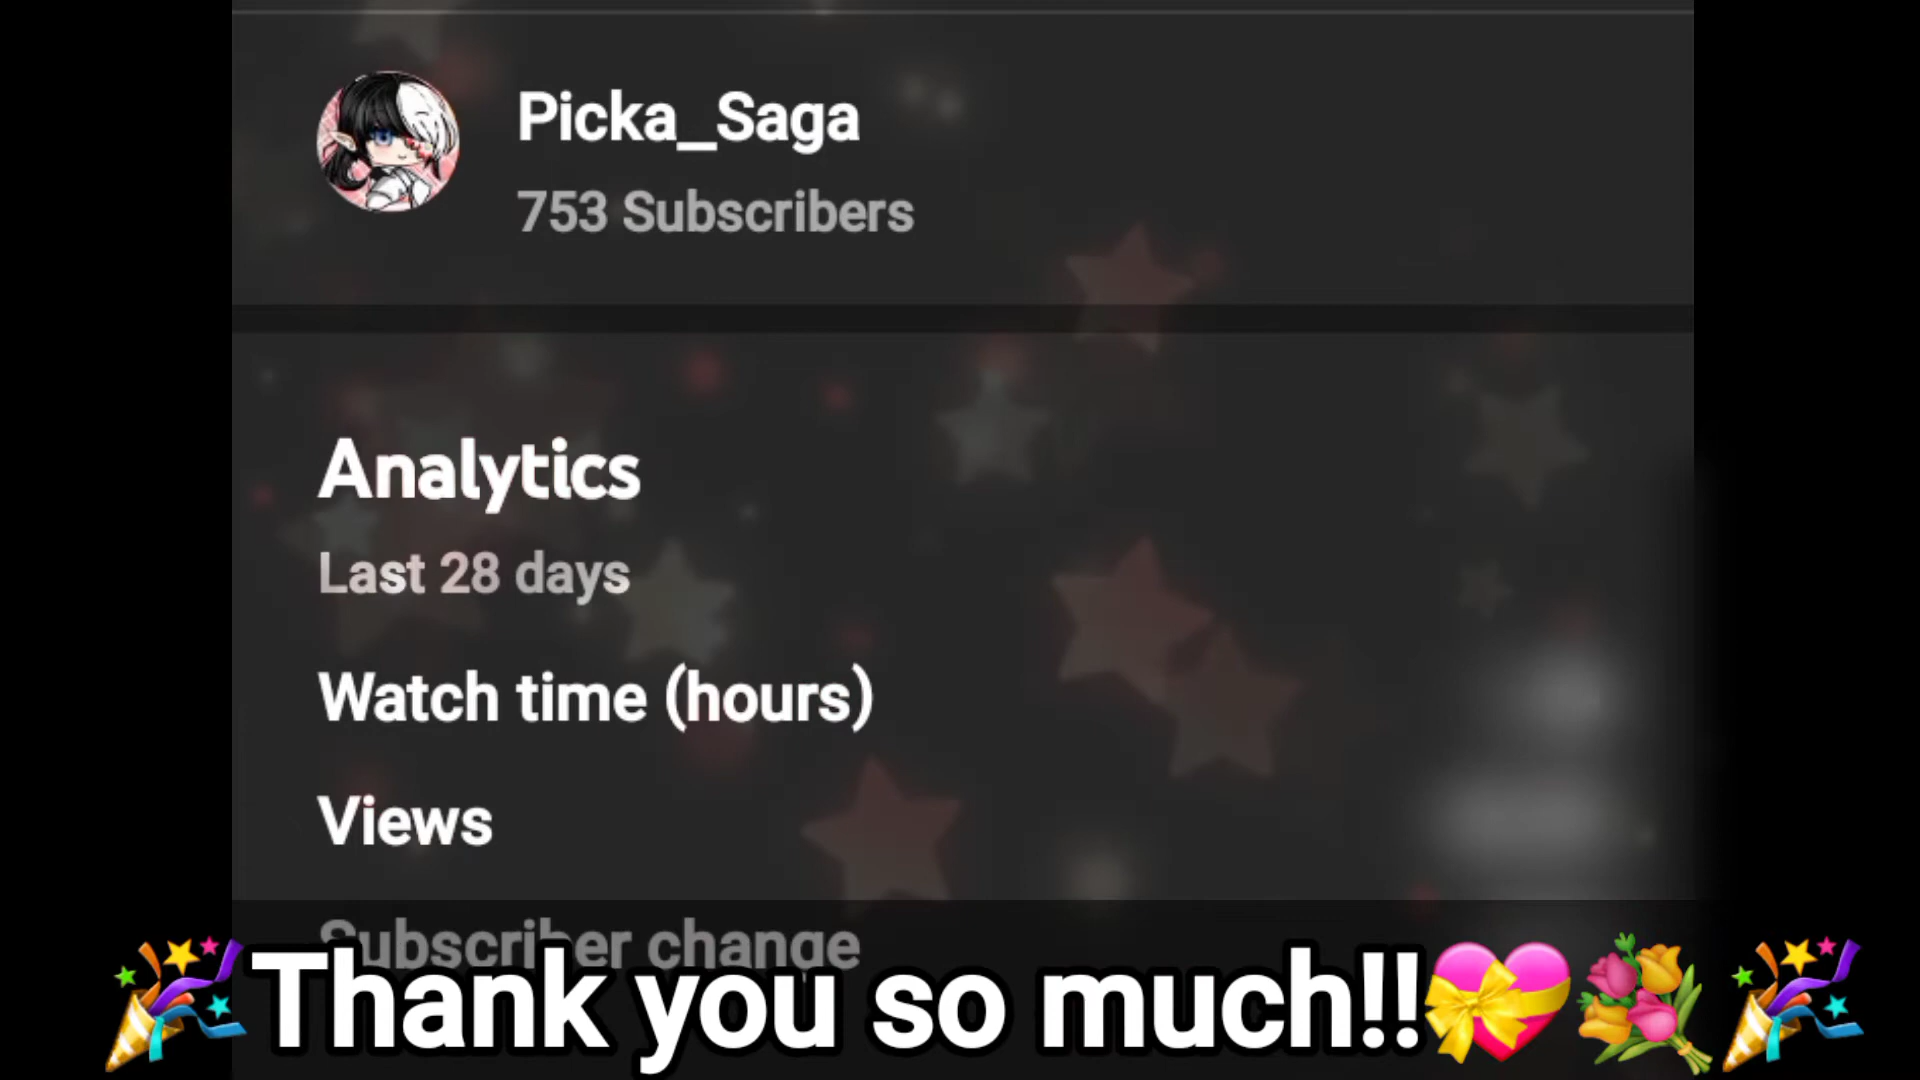 Picka_Saga
753 Subscribers
Analytics
Last 28 days
Watch time (hours)
Views
Subscriber change
🎉Thank you so much!!💝💐🎉